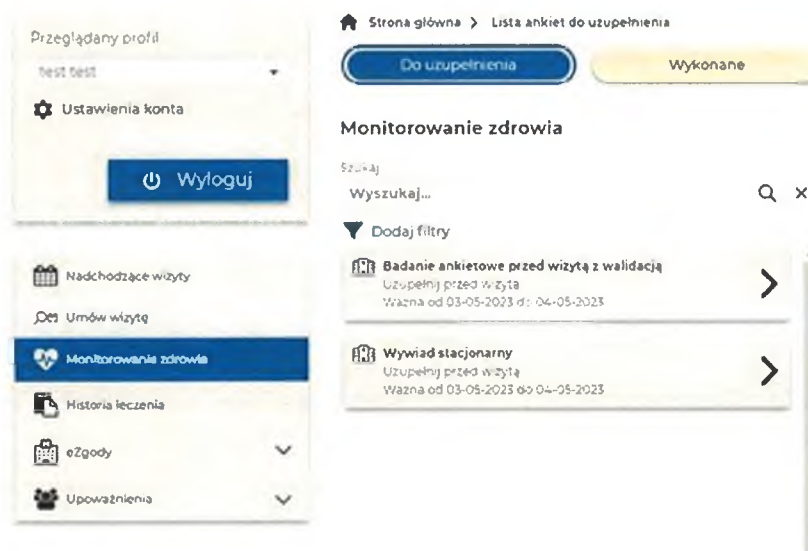 Przeglądany profil
test test
Ustawienia konta
Wyloguj
Nadchodzące wizyty
Umów wizytę
Monitorowanie zdrowia
Historia leczenia
eZgody
Upoważnienia
Strona główna > Lista ankiet do uzupełnienia
Do uzupełnienia
Wykonane
Monitorowanie zdrowia
Szukaj
Wyszukaj...
Dodaj filtry
Badanie ankietowe przed wizytą z walidacją
Uzupełnij przed wizytą
Ważna od 03-05-2023 do 04-05-2023
Wywiad stacjonarny
Uzupełnij przed wizytą
Ważna od 03-05-2023 do 04-05-2023